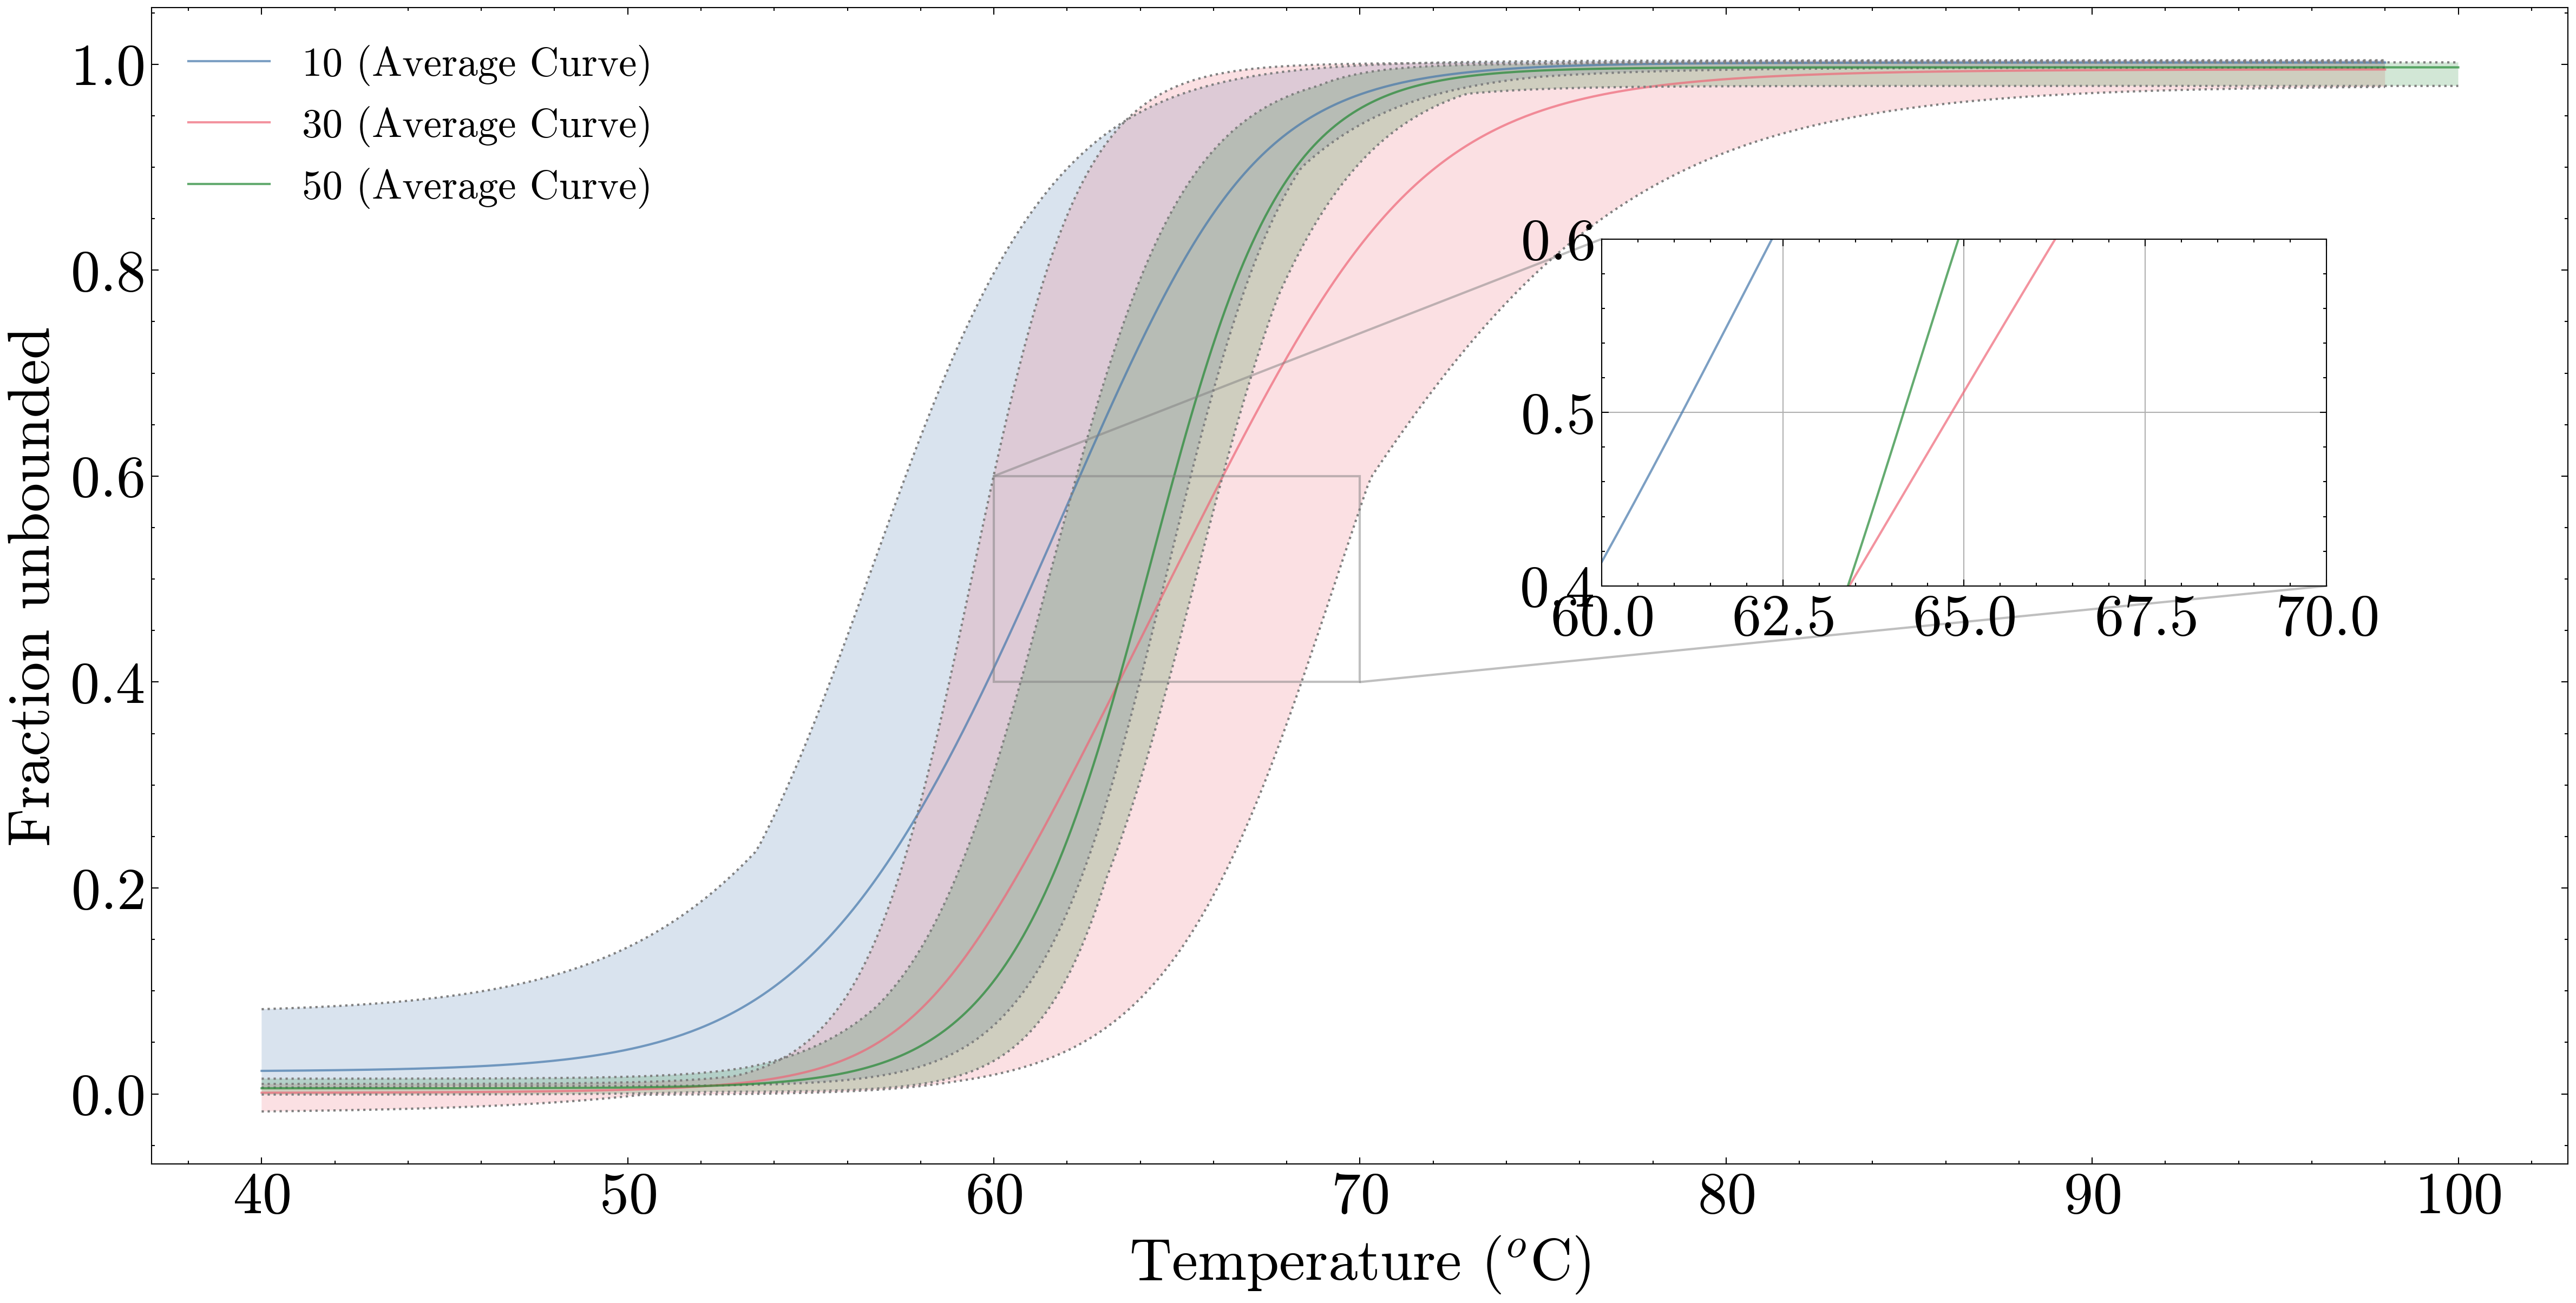 10 (Average Curve)
30 (Average Curve)
50 (Average Curve)
1.0
0.8
0.6
0.4
0.2
0.0
Fraction unbounded
40 50 60 70 80 90 100
Temperature (°C)
0.6
0.5
0.4
60.0 62.5 65.0 67.5 70.0